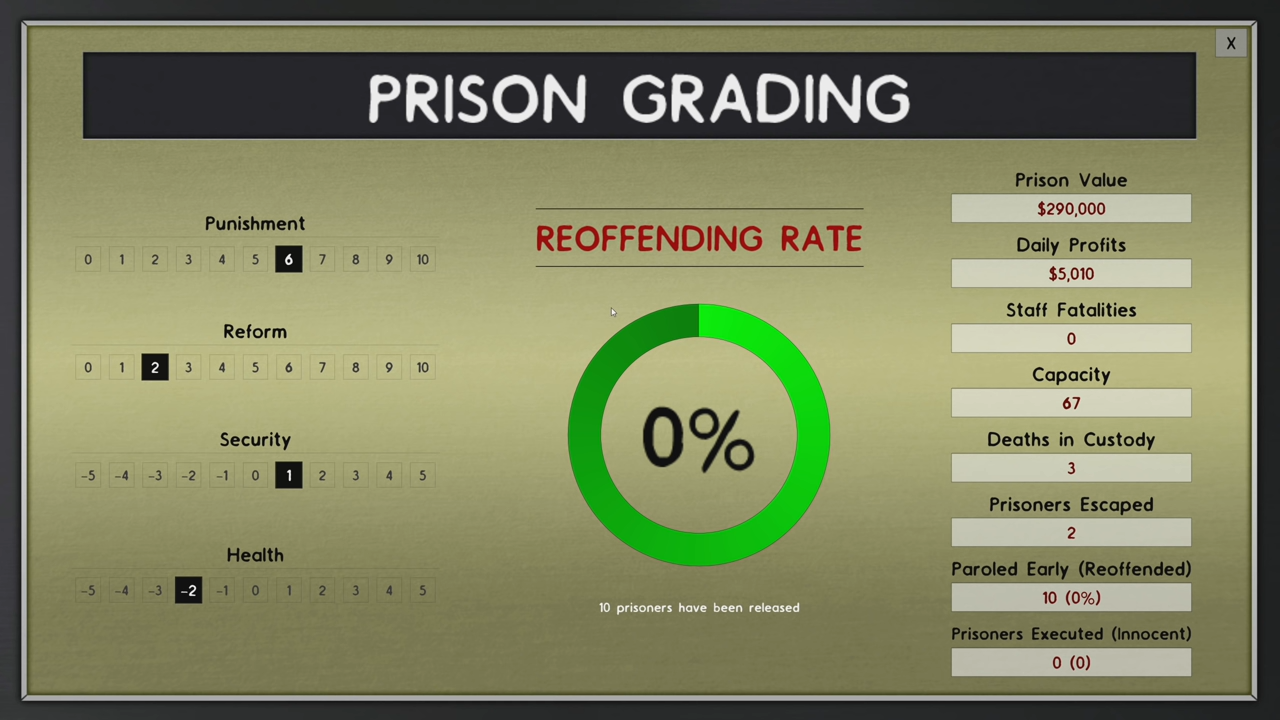 X
PRISON GRADING
Punishment
0 1 2 3 4 5 6 7 8 9 10
Reform
0 1 2 3 4 5 6 7 8 9 10
Security
-5 -4 -3 -2 -1 0 1 2 3 4 5
Health
-5 -4 -3 -2 -1 0 1 2 3 4 5
REOFFENDING RATE
0%
10 prisoners have been released
Prison Value
$290,000
Daily Profits
$5,010
Staff Fatalities
0
Capacity
67
Deaths in Custody
3
Prisoners Escaped
2
Paroled Early (Reoffended)
10 (0%)
Prisoners Executed (Innocent)
0 (0)